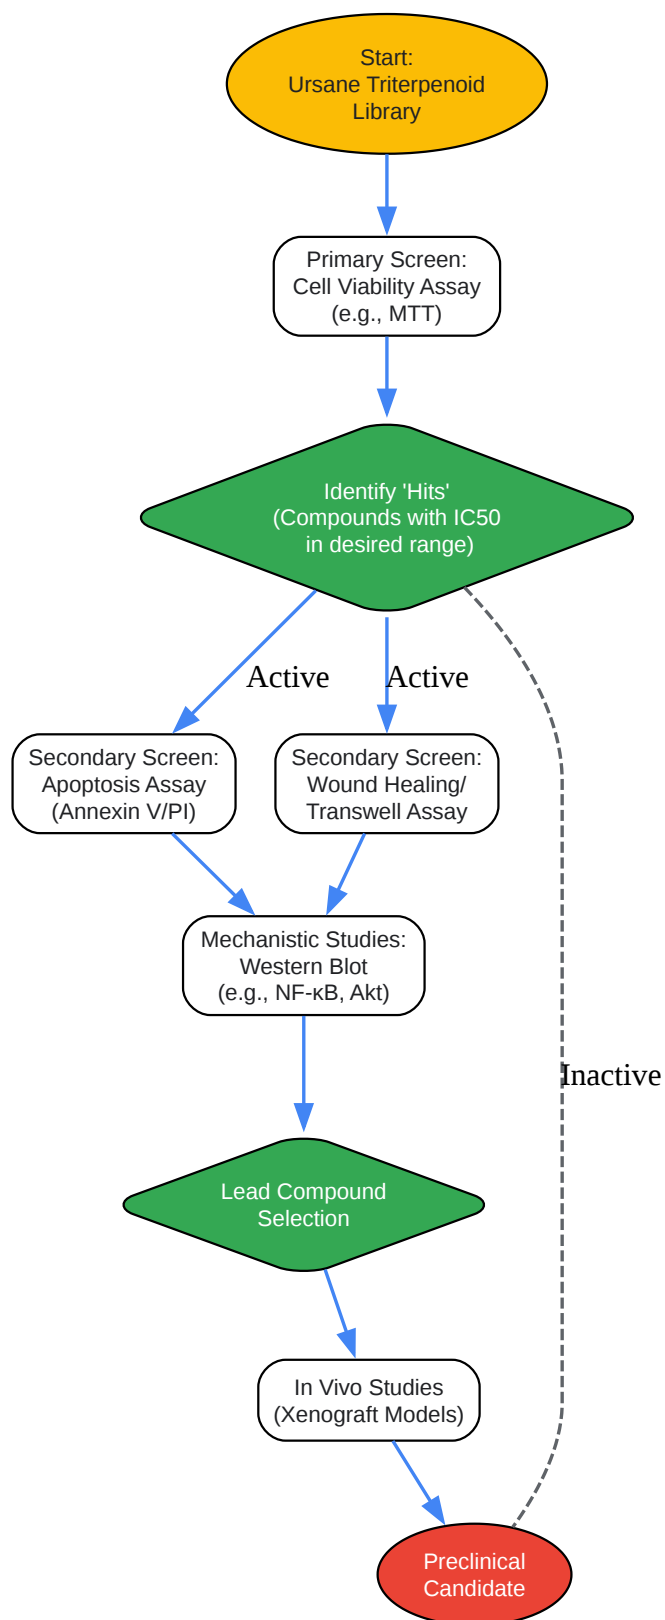 Start:
Ursane Triterpenoid
Library
Primary Screen:
Cell Viability Assay
(e.g., MTT)
Identify 'Hits'
(Compounds with IC50
in desired range)
Active
Active
Secondary Screen:
Apoptosis Assay
(Annexin V/PI)
Secondary Screen:
Wound Healing/
Transwell Assay
Mechanistic Studies:
Western Blot
(e.g., NF-κB, Akt)
Inactive
Lead Compound
Selection
In Vivo Studies
(Xenograft Models)
Preclinical
Candidate